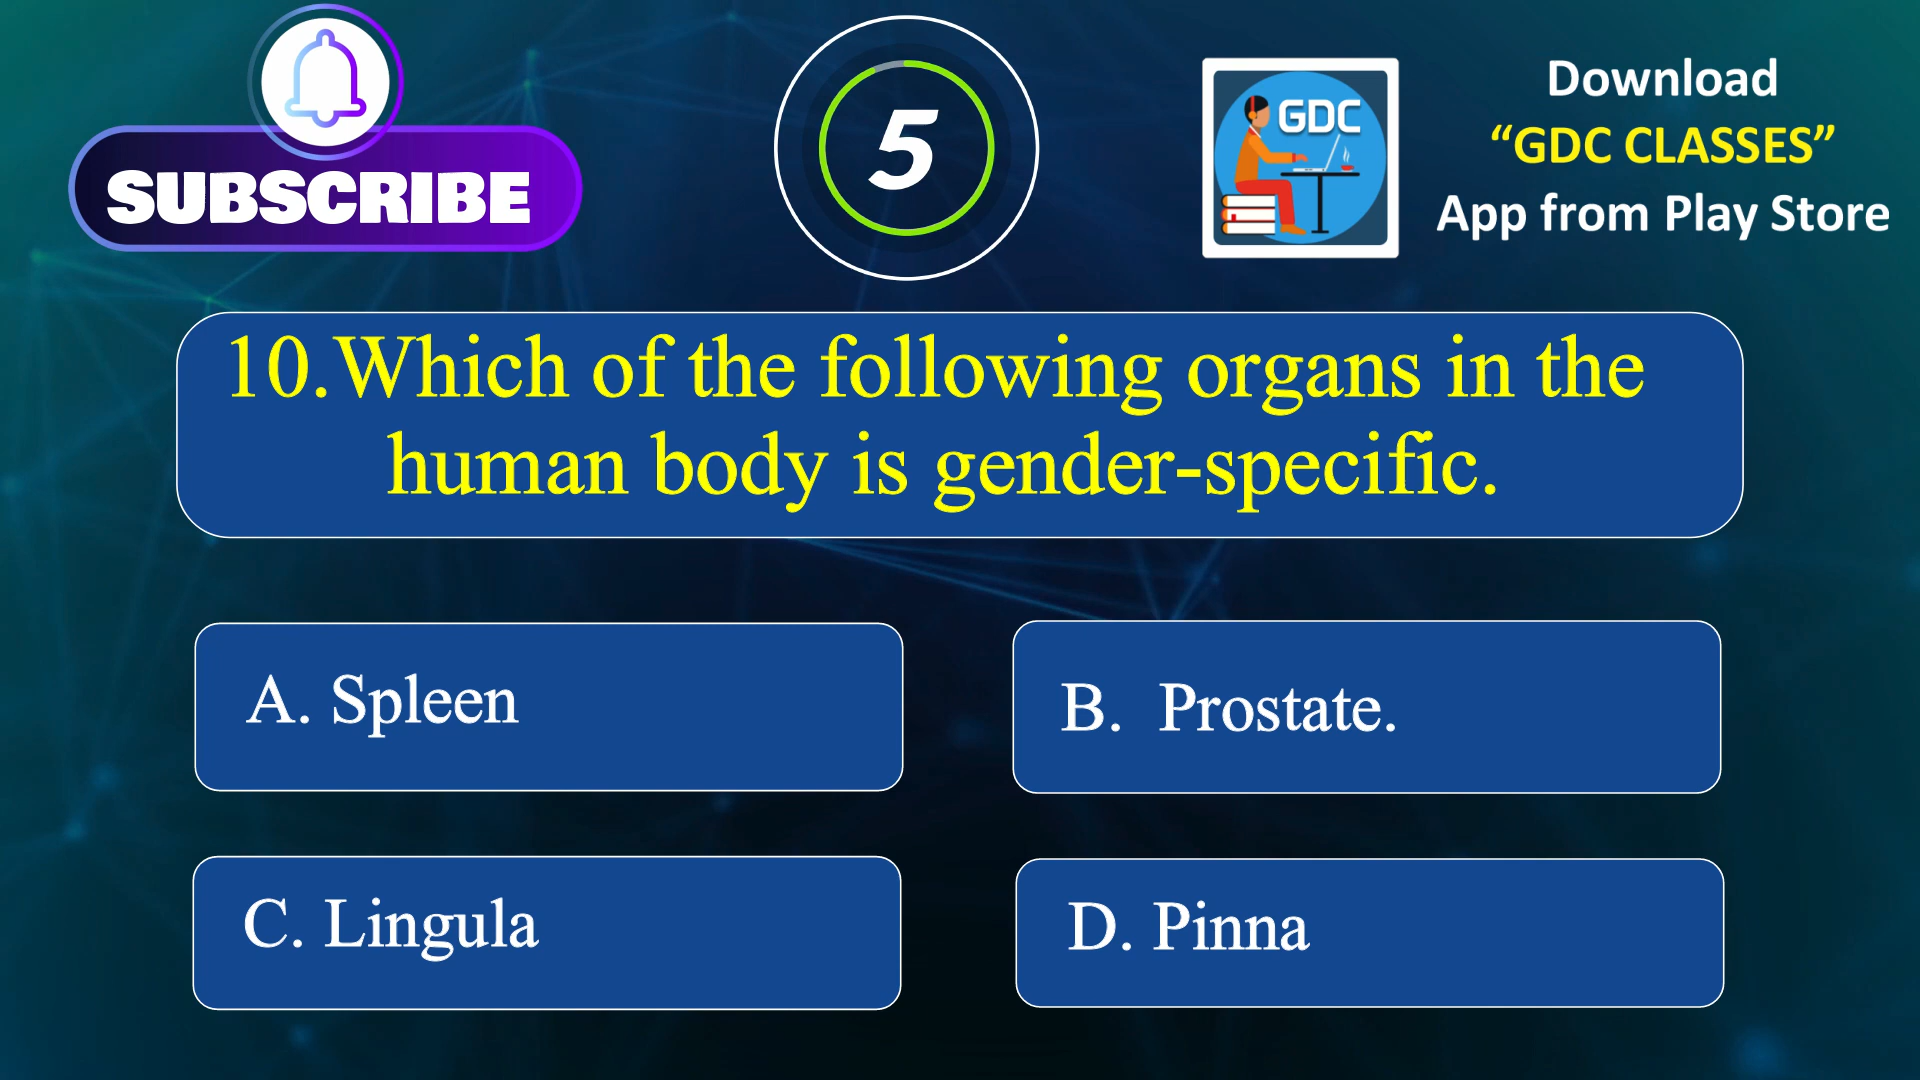 SUBSCRIBE
5
GDC
Download
“GDC CLASSES”
App from Play Store
10.Which of the following organs in the
human body is gender-specific.
A. Spleen
B. Prostate.
C. Lingula
D. Pinna